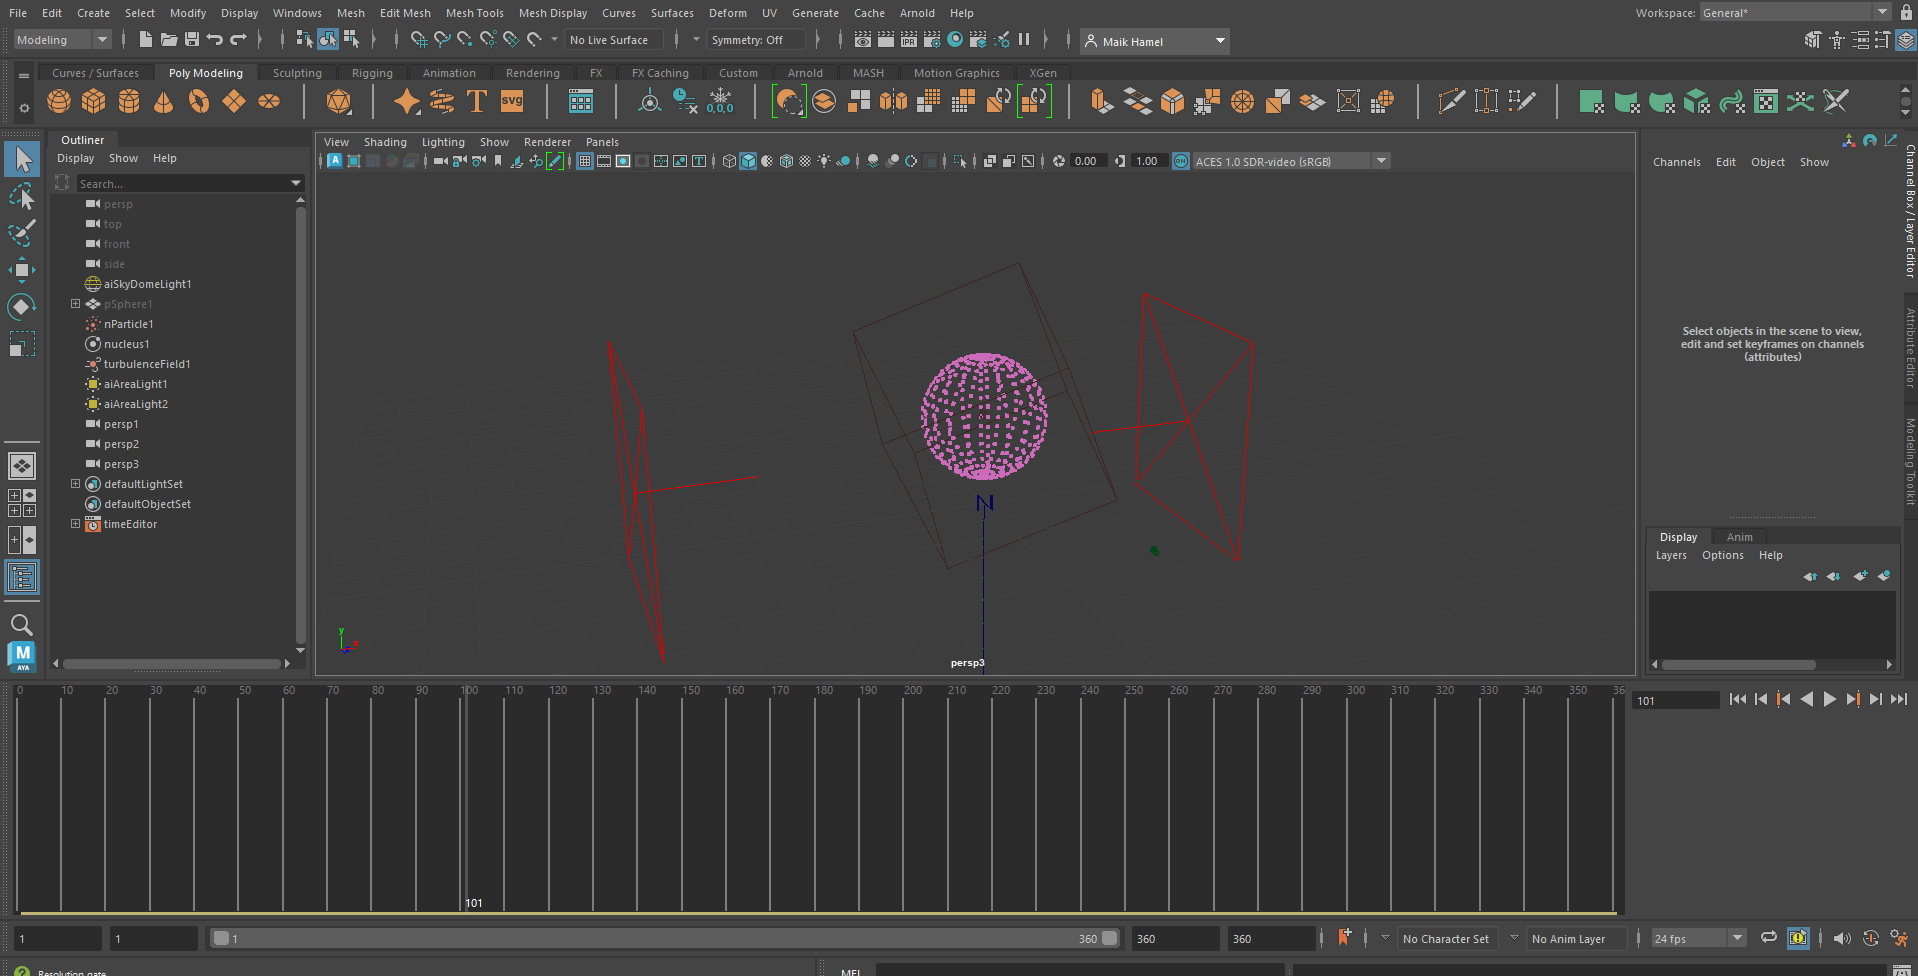 File Edit Create Select Modify Display Windows Mesh Edit Mesh Mesh Tools Mesh Display Curves Surfaces Deform UV Generate Cache Arnold Help Workspace: General*
Modeling No Live Surface Symmetry: Off IPR Maik Hamel
Curves / Surfaces Poly Modeling Sculpting Rigging Animation Rendering FX FX Caching Custom Arnold MASH Motion Graphics XGen
T SVG 0,0,0
Outliner
Display Show Help
Search...
persp
top
front
side
aiSkyDomeLight1
pSphere1
nParticle1
nucleus1
turbulenceField1
aiAreaLight1
aiAreaLight2
persp1
persp2
persp3
defaultLightSet
defaultObjectSet
timeEditor
M
AYA
View Shading Lighting Show Renderer Panels
A T 0.00 1.00 ON ACES 1.0 SDR-video (sRGB)
N
y
x
persp3
Channels Edit Object Show
Select objects in the scene to view,
edit and set keyframes on channels
(attributes)
Channel Box / Layer Editor
Attribute Editor
Modeling Toolkit
Display Anim
Layers Options Help
0 10 20 30 40 50 60 70 80 90 100 110 120 130 140 150 160 170 180 190 200 210 220 230 240 250 260 270 280 290 300 310 320 330 340 350 36
101
101
1 1 1 360 360 360 No Character Set No Anim Layer 24 fps
Resolution gate MEL